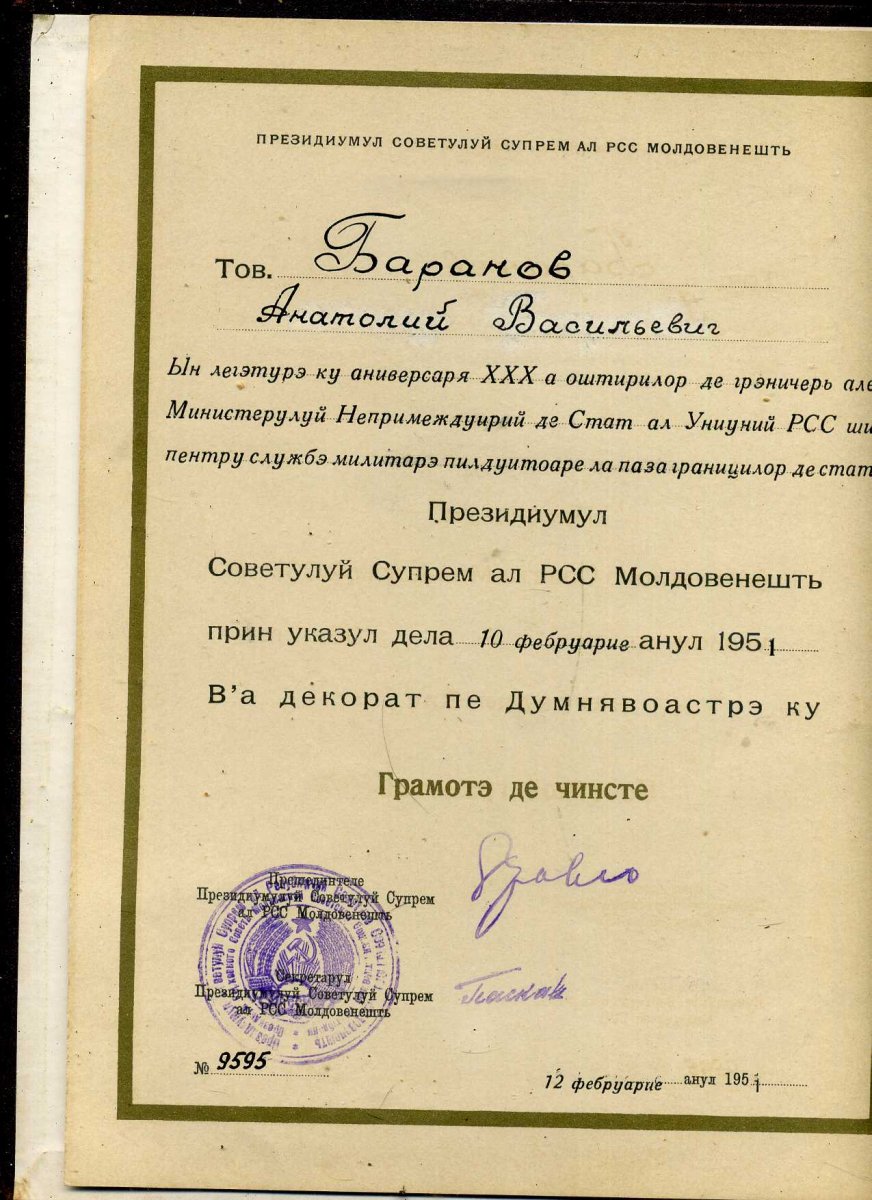 ПРЕЗИДИУМУЛ СОВЕТУЛУЙ СУПРЕМ АЛ РСС МОЛДОВЕНЕШТЬ
Тов. Баранов
Анатолий Васильевич
Ын легэтурэ ку аниверсаря XXX а оштирилор де грэничерь але
Министерулуй Непримеждуирий де Стат ал Униуний РСС ши
пентру службэ милитарэ пилдуитоаре ла паза границилор де стат
Президиумул
Советулуй Супрем ал РСС Молдовенешть
прин указул дела 10 фебруарие анул 1951
В'а декорат пе Думнявоастрэ ку
Грамотэ де чинсте
Прешединтеле
Президиумулуй Советулуй Супрем
ал РСС Молдовенешть
Секретарул
Президиумулуй Советулуй Супрем
ал РСС Молдовенешть
№ 9595
12 фебруарие анул 1951